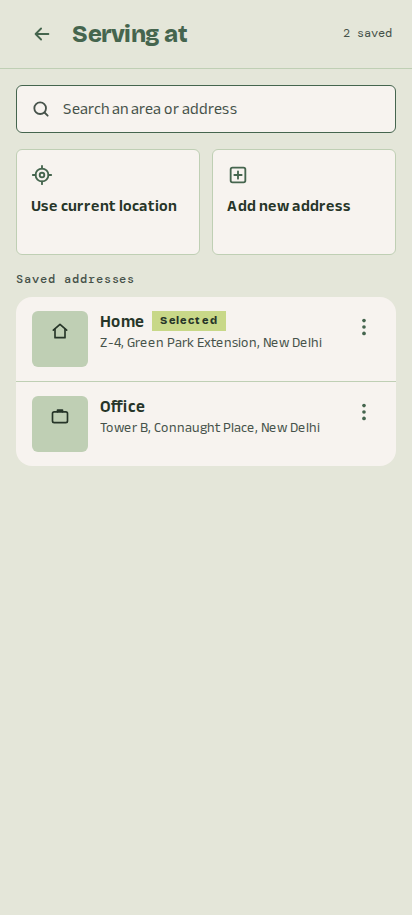 Serving at
2 saved
Search an area or address
Use current location
Add new address
Saved addresses
Home Selected
Z-4, Green Park Extension, New Delhi
Office
Tower B, Connaught Place, New Delhi